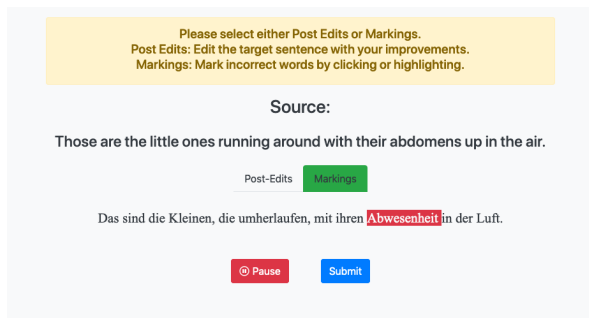 Please select either Post Edits or Markings.
Post Edits: Edit the target sentence with your improvements.
Markings: Mark incorrect words by clicking or highlighting.
Source:
Those are the little ones running around with their abdomens up in the air.
Post-Edits Markings
Das sind die Kleinen, die umherlaufen, mit ihren Abwesenheit in der Luft.
Pause Submit